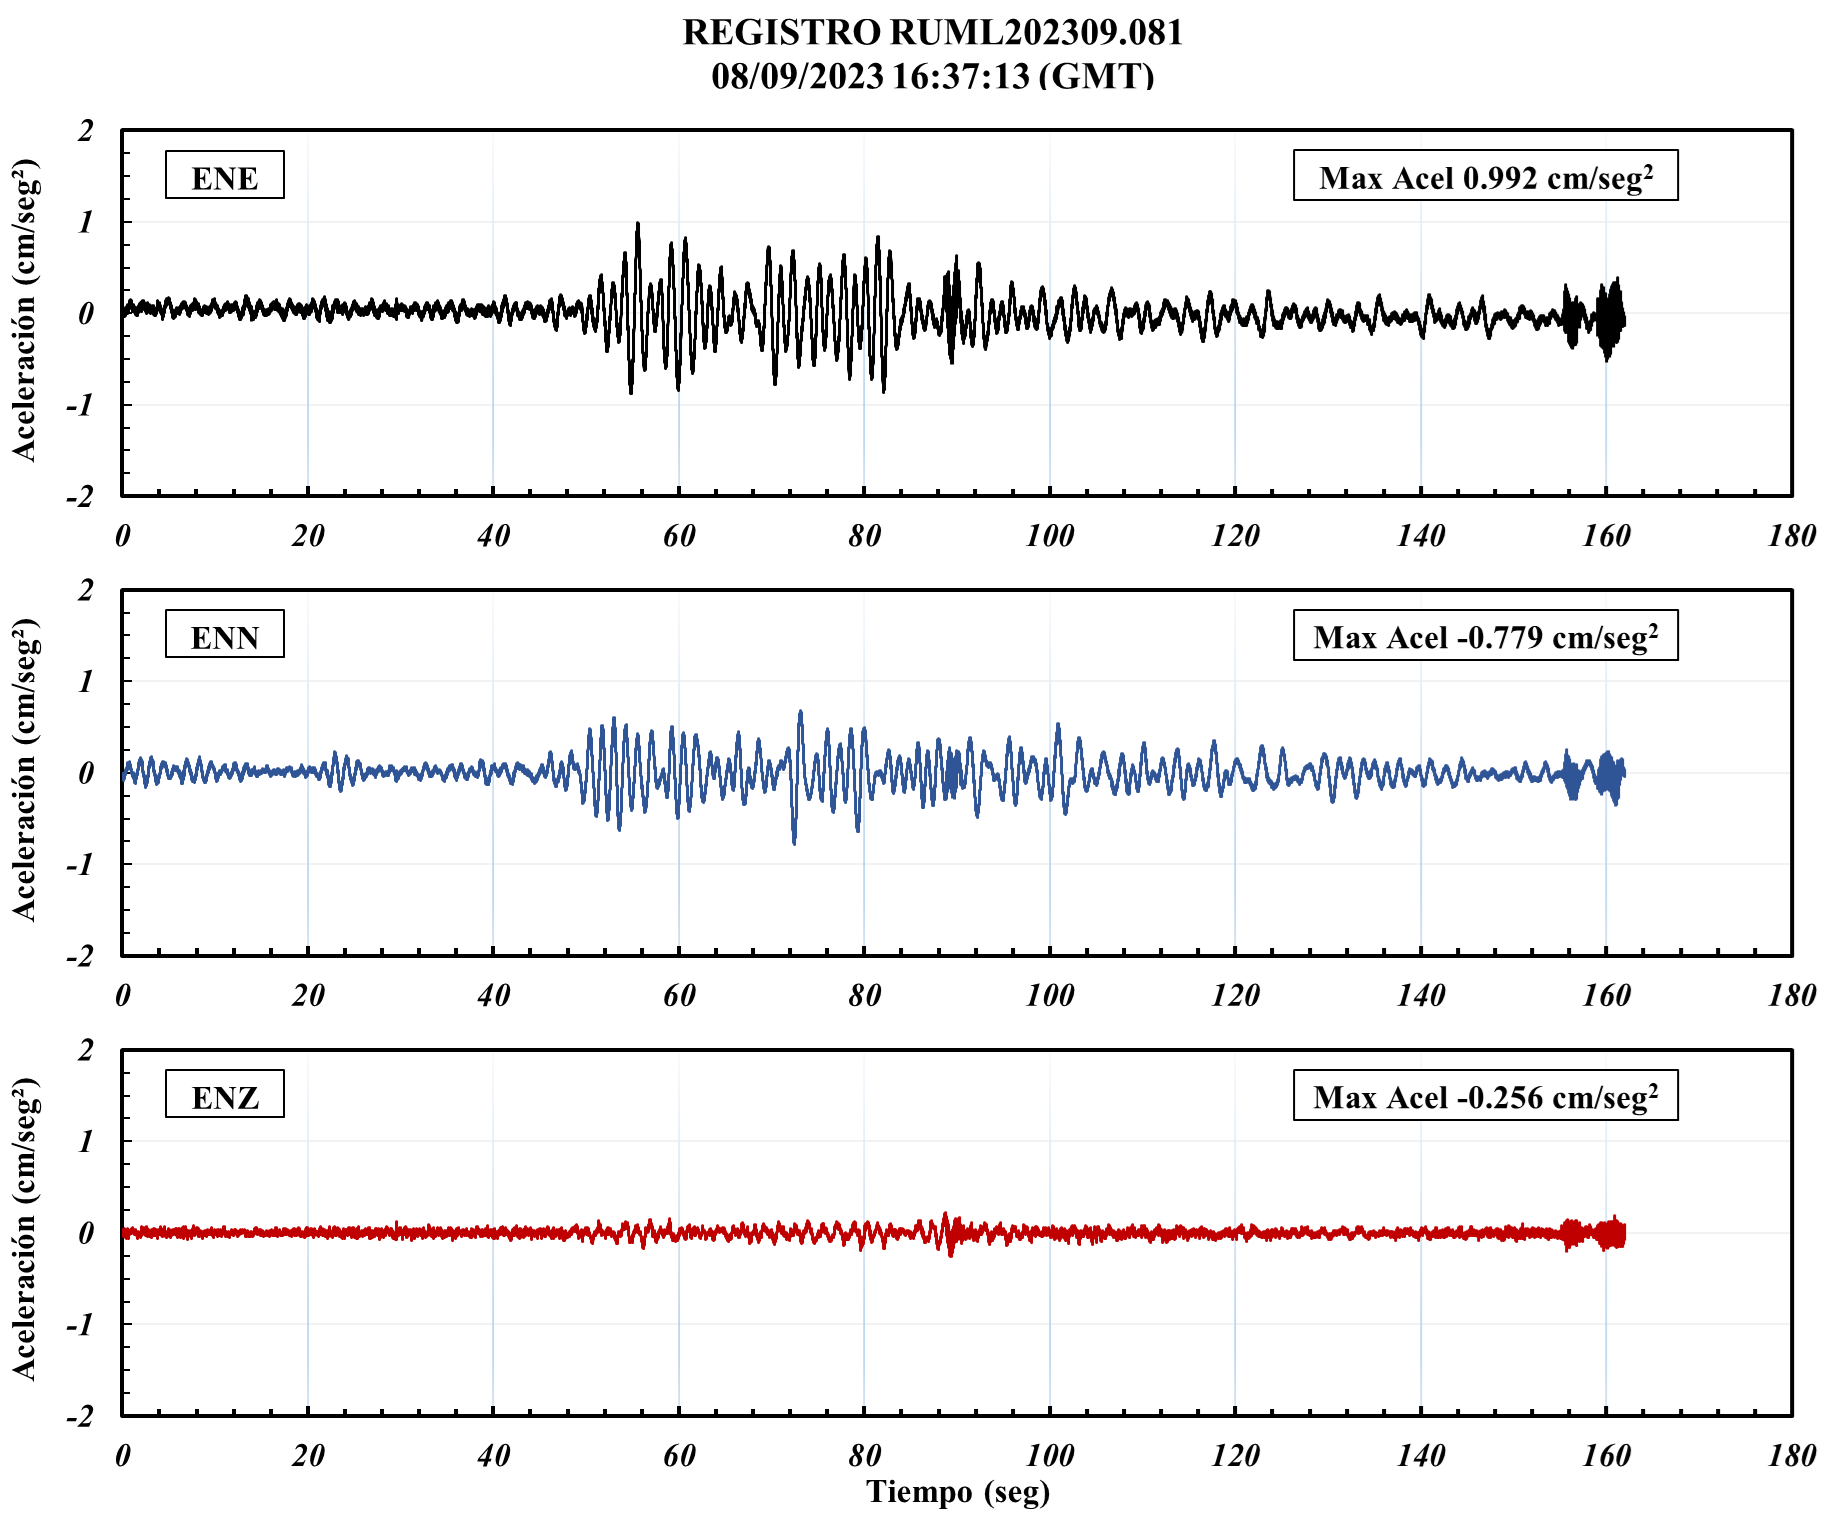 REGISTRO RUML202309.081
08/09/2023 16:37:13 (GMT)
Aceleración (cm/seg²)
2
1
0
-1
-2
ENE
Max Acel 0.992 cm/seg²
0 20 40 60 80 100 120 140 160 180
Aceleración (cm/seg²)
2
1
0
-1
-2
ENN
Max Acel -0.779 cm/seg²
0 20 40 60 80 100 120 140 160 180
Aceleración (cm/seg²)
2
1
0
-1
-2
ENZ
Max Acel -0.256 cm/seg²
0 20 40 60 80 100 120 140 160 180
Tiempo (seg)